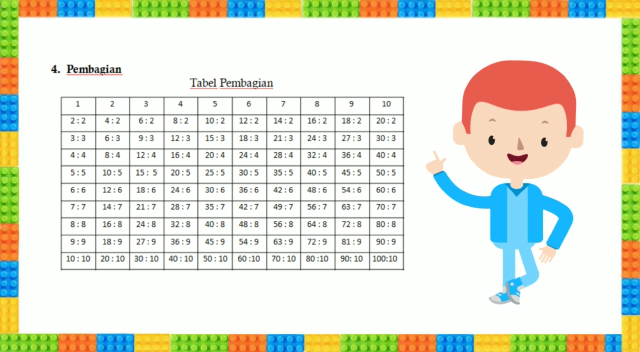 4. Pembagian
Tabel Pembagian
1 2 3 4 5 6 7 8 9 10
2 : 2 4 : 2 6 : 2 8 : 2 10 : 2 12 : 2 14 : 2 16 : 2 18 : 2 20 : 2
3 : 3 6 : 3 9 : 3 12 : 3 15 : 3 18 : 3 21 : 3 24 : 3 27 : 3 30 : 3
4 : 4 8 : 4 12 : 4 16 : 4 20 : 4 24 : 4 28 : 4 32 : 4 36 : 4 40 : 4
5 : 5 10 : 5 15 : 5 20 : 5 25 : 5 30 : 5 35 : 5 40 : 5 45 : 5 50 : 5
6 : 6 12 : 6 18 : 6 24 : 6 30 : 6 36 : 6 42 : 6 48 : 6 54 : 6 60 : 6
7 : 7 14 : 7 21 : 7 28 : 7 35 : 7 42 : 7 49 : 7 56 : 7 63 : 7 70 : 7
8 : 8 16 : 8 24 : 8 32 : 8 40 : 8 48 : 8 56 : 8 64 : 8 72 : 8 80 : 8
9 : 9 18 : 9 27 : 9 36 : 9 45 : 9 54 : 9 63 : 9 72 : 9 81 : 9 90 : 9
10 : 10 20 : 10 30 : 10 40 : 10 50 : 10 60 :10 70 : 10 80 :10 90: 10 100:10